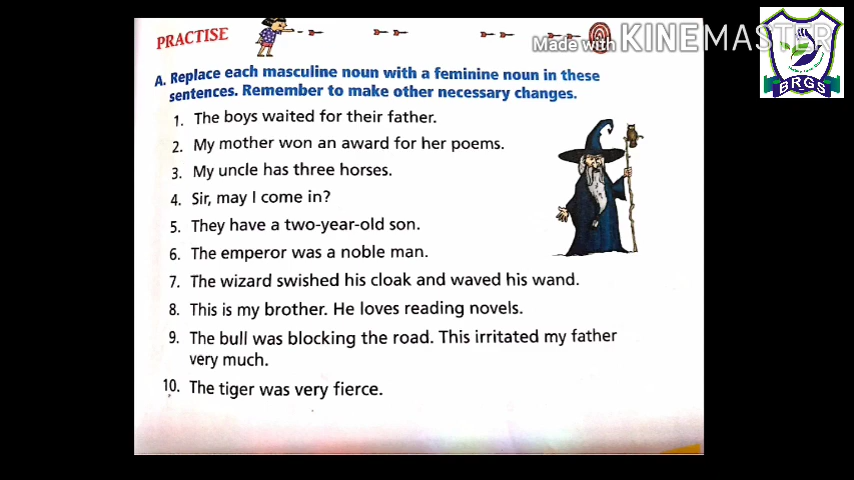 PRACTISE
Made with KINEMASTER
BRGS
A. Replace each masculine noun with a feminine noun in these
sentences. Remember to make other necessary changes.
1. The boys waited for their father.
2. My mother won an award for her poems.
3. My uncle has three horses.
4. Sir, may I come in?
5. They have a two-year-old son.
6. The emperor was a noble man.
7. The wizard swished his cloak and waved his wand.
8. This is my brother. He loves reading novels.
9. The bull was blocking the road. This irritated my father
very much.
10. The tiger was very fierce.